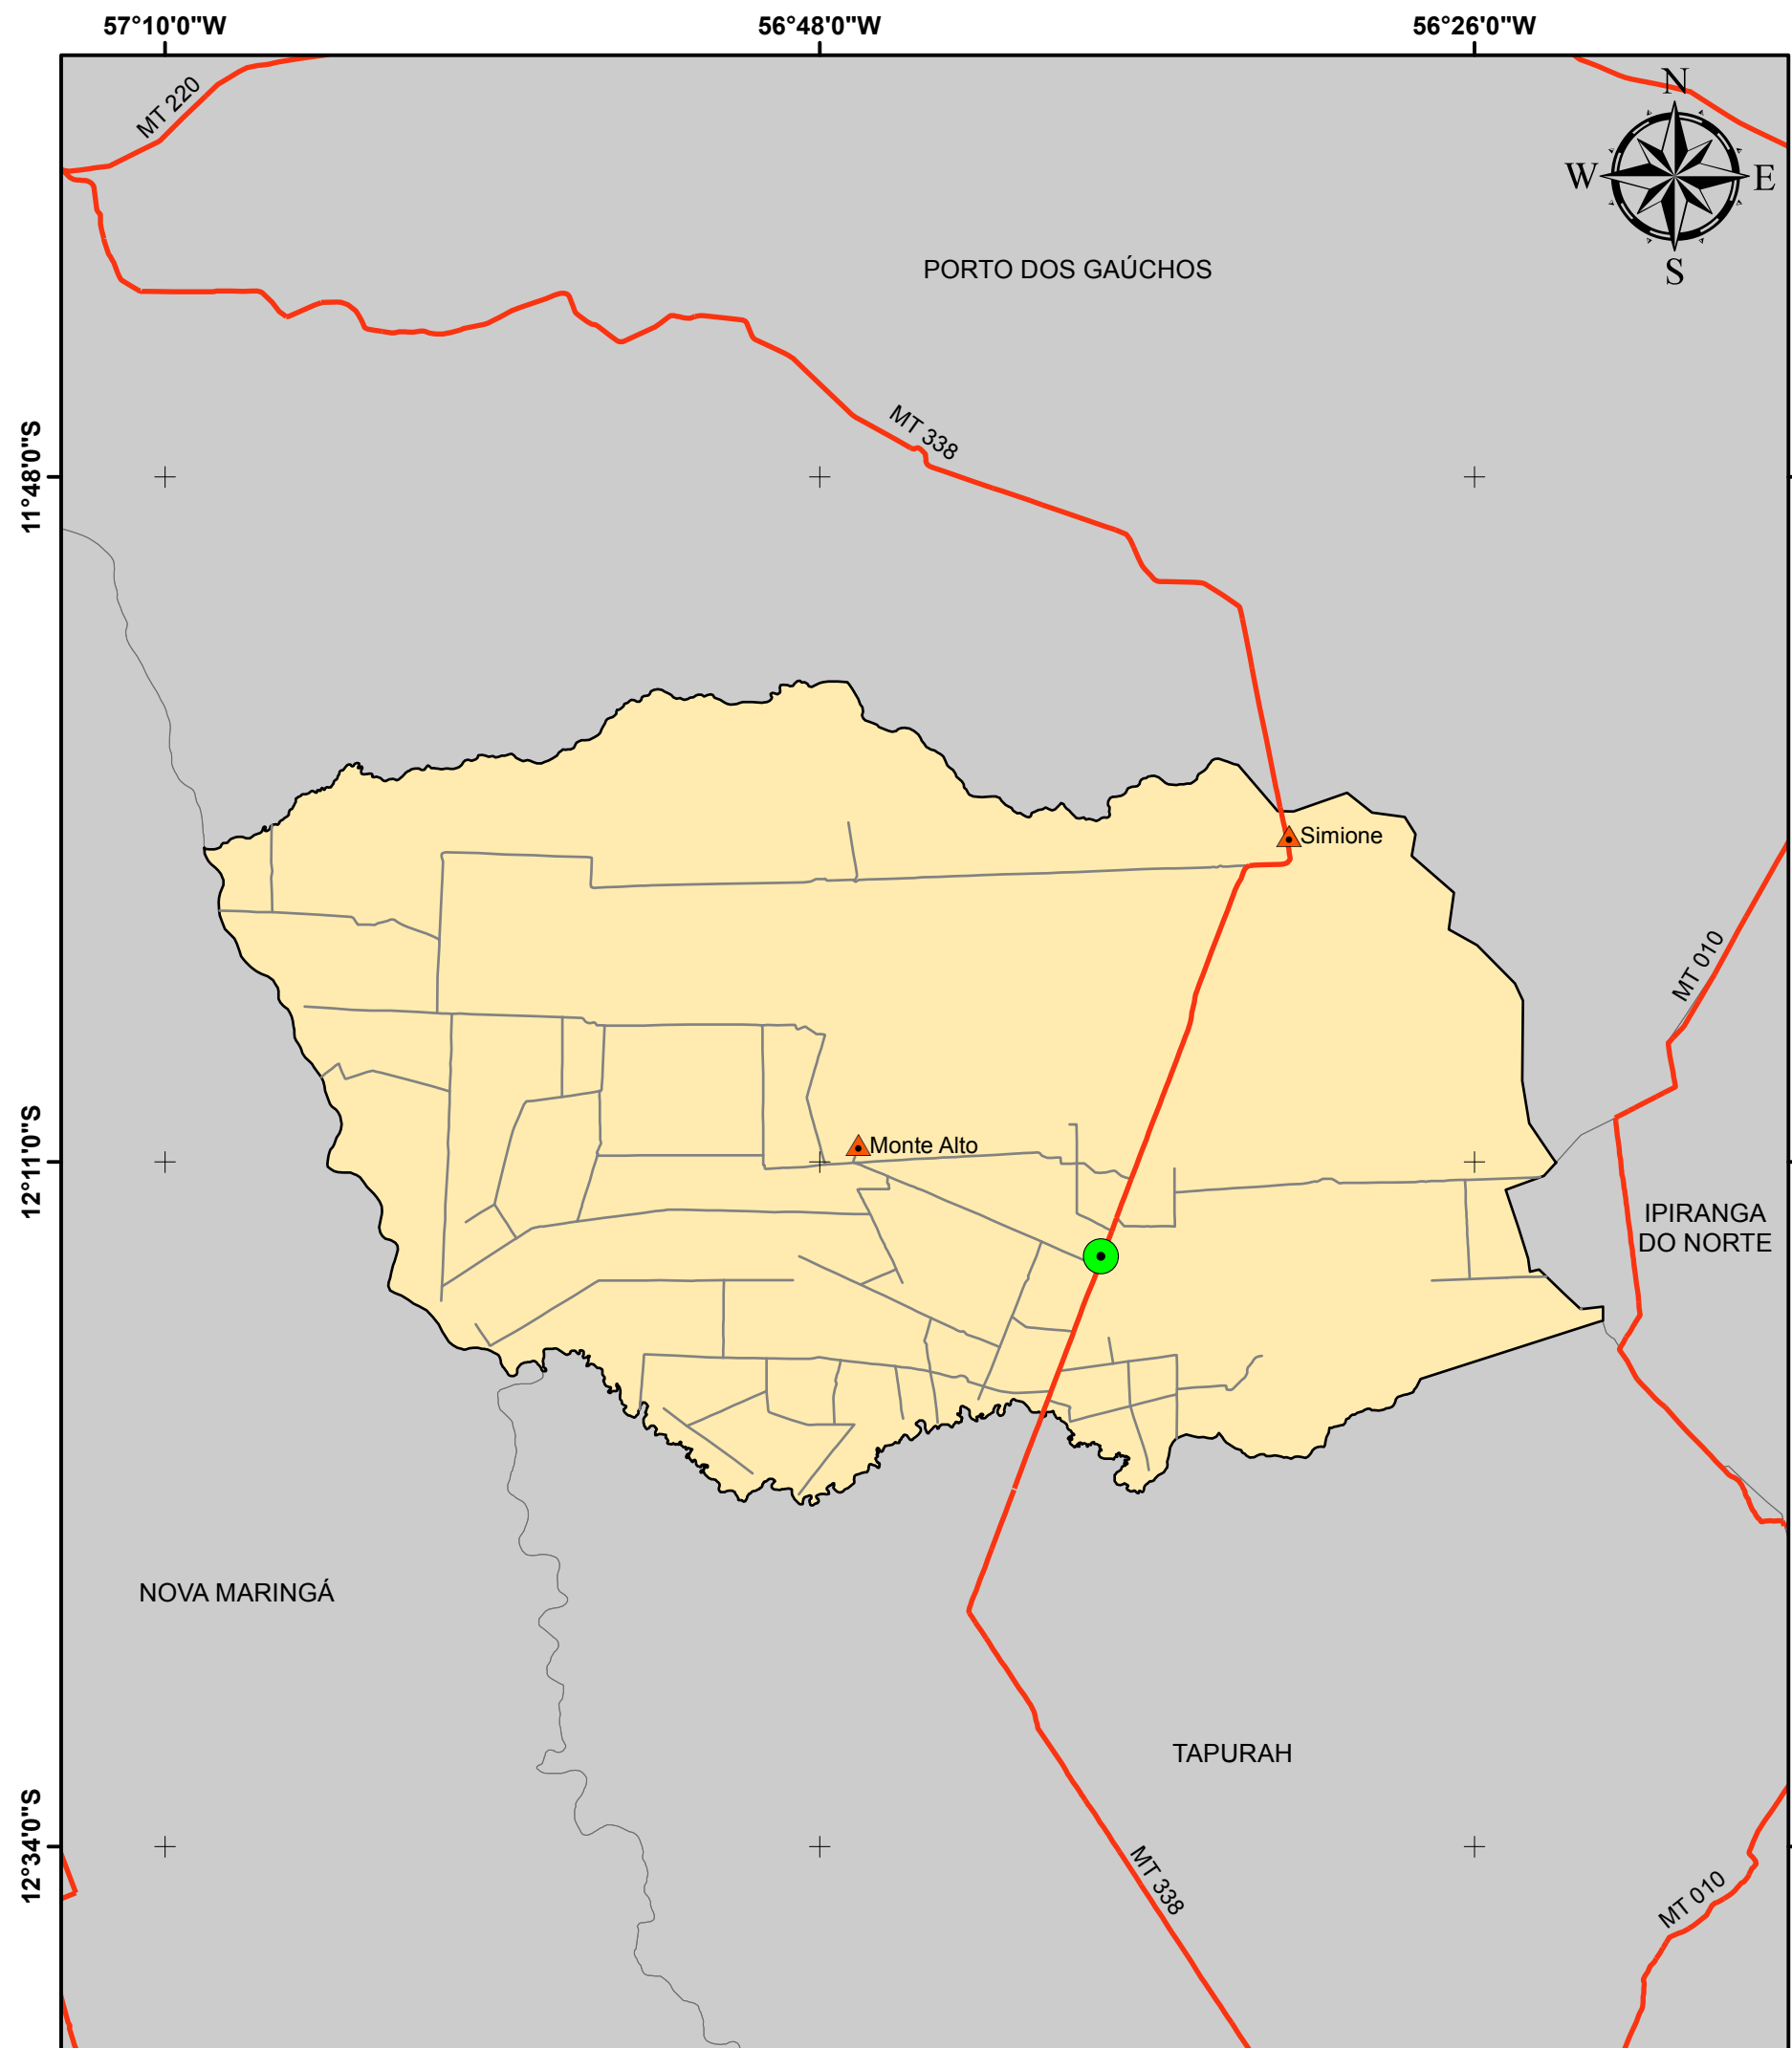 57°10'0"W
56°48'0"W
56°26'0"W
MT 220
N
W
E
S
PORTO DOS GAÚCHOS
MT 338
11°48'0"S
Simione
MT 010
12°11'0"S
Monte Alto
IPIRANGA
DO NORTE
NOVA MARINGÁ
TAPURAH
12°34'0"S
MT 338
MT 010